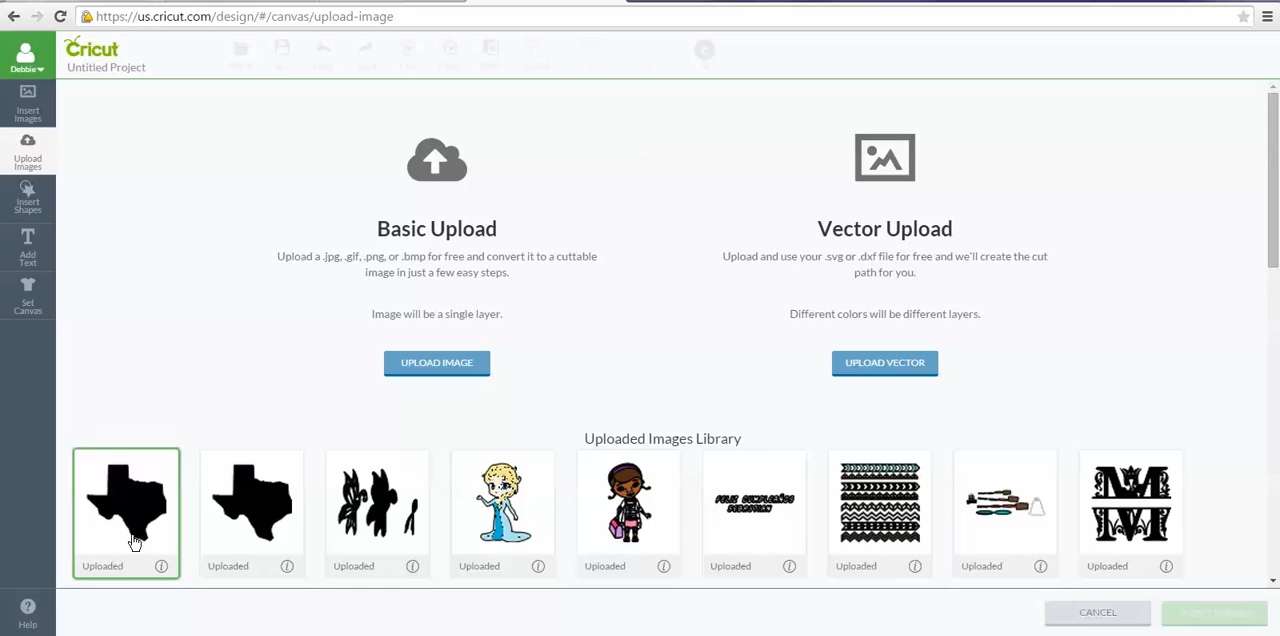 https://us.cricut.com/design/#/canvas/upload-image
Debbie
Cricut
Untitled Project
Insert
Images
Upload
Images
Insert
Shapes
Add
Text
Set
Canvas
Help
Basic Upload
Upload a .jpg, .gif, .png, or .bmp for free and convert it to a cuttable
image in just a few easy steps.
Image will be a single layer.
UPLOAD IMAGE
Vector Upload
Upload and use your .svg or .dxf file for free and we'll create the cut
path for you.
Different colors will be different layers.
UPLOAD VECTOR
Uploaded Images Library
FELIZ CUMPLEAÑOS
SEBASTIAN
M
Uploaded
Uploaded
Uploaded
Uploaded
Uploaded
Uploaded
Uploaded
Uploaded
Uploaded
CANCEL